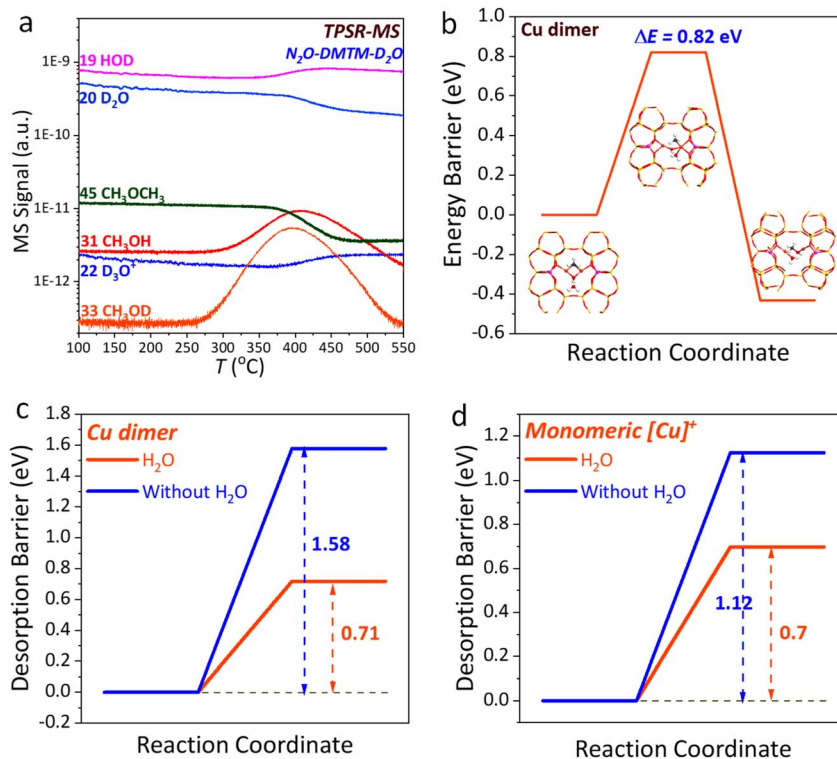 a
TPSR-MS
N₂O-DMTM-D₂O
1E-9
19 HOD
20 D₂O
1E-10
MS Signal (a.u.)
45 CH₃OCH₃
1E-11
31 CH₃OH
22 D₃O⁺
1E-12
33 CH₃OD
100 150 200 250 300 350 400 450 500 550
T (°C)
b
Cu dimer
ΔE = 0.82 eV
0.8
0.6
0.4
0.2
0.0
-0.2
-0.4
-0.6
Energy Barrier (eV)
Reaction Coordinate
c
Cu dimer
H₂O
Without H₂O
1.8
1.6
1.4
1.2
1.0
0.8
0.6
0.4
0.2
0.0
-0.2
Desorption Barrier (eV)
1.58
0.71
Reaction Coordinate
d
Monomeric [Cu]⁺
H₂O
Without H₂O
1.2
1.0
0.8
0.6
0.4
0.2
0.0
Desorption Barrier (eV)
1.12
0.7
Reaction Coordinate